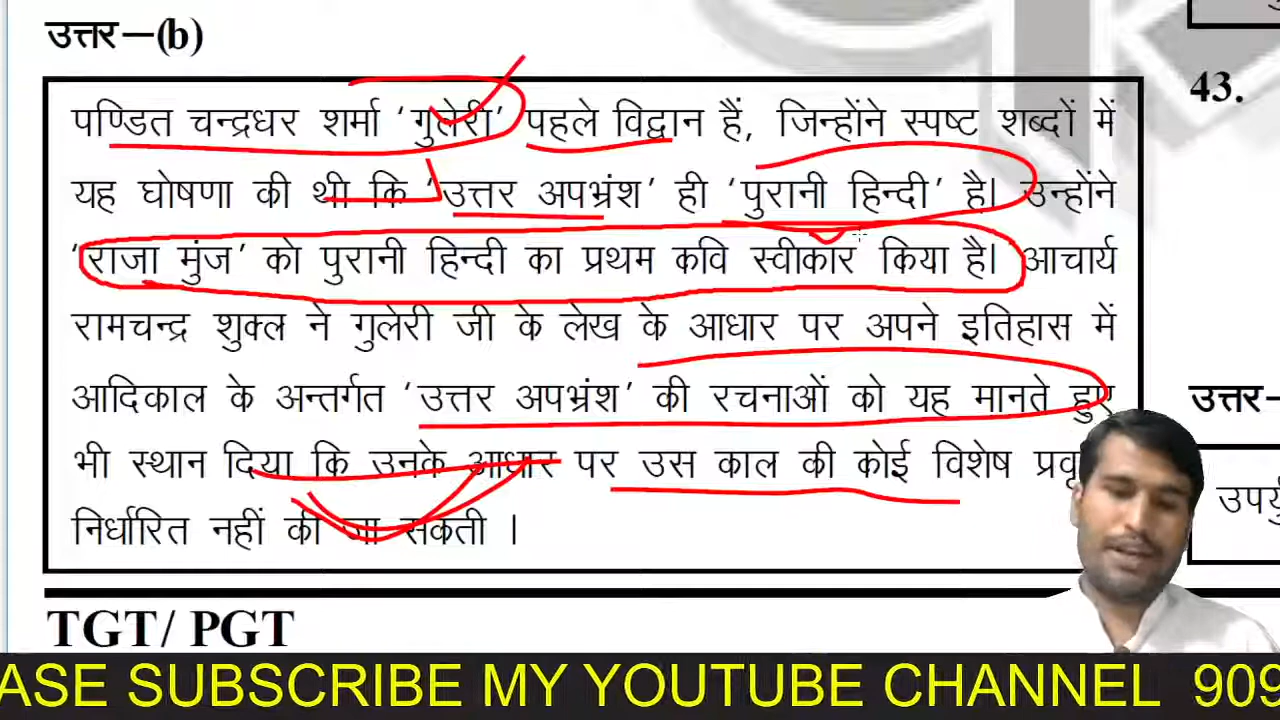 उत्तर–(b)
43.
पण्डित चन्द्रधर शर्मा ‘गुलेरी’ पहले विद्वान हैं, जिन्होंने स्पष्ट शब्दों में
यह घोषणा की थी कि ‘उत्तर अपभ्रंश’ ही ‘पुरानी हिन्दी’ है। उन्होंने
‘राजा मुंज’ को पुरानी हिन्दी का प्रथम कवि स्वीकार किया है। आचार्य
रामचन्द्र शुक्ल ने गुलेरी जी के लेख के आधार पर अपने इतिहास में
आदिकाल के अन्तर्गत ‘उत्तर अपभ्रंश’ की रचनाओं को यह मानते हुए
भी स्थान दिया कि उनके आधार पर उस काल की कोई विशेष
निर्धारित नहीं की जा सकती ।
उत्तर–
TGT/ PGT
ASE SUBSCRIBE MY YOUTUBE CHANNEL 909